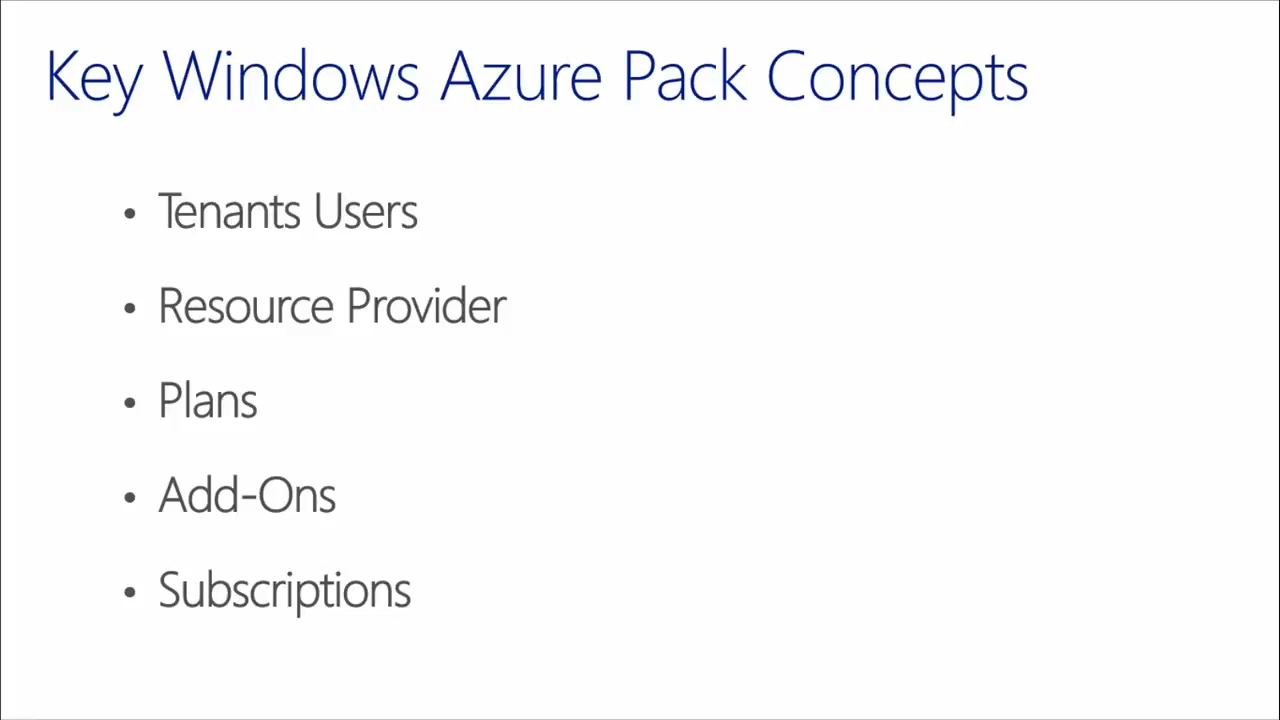 Key Windows Azure Pack Concepts
• Tenants Users
• Resource Provider
• Plans
• Add-Ons
• Subscriptions